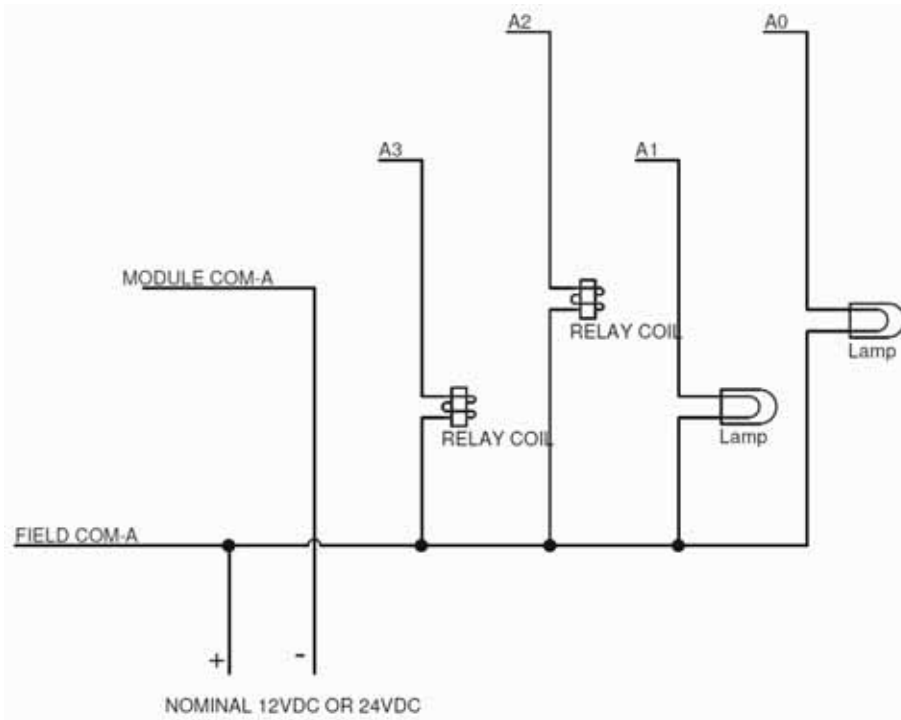 A2
A0
A3
A1
MODULE COM-A
RELAY COIL
Lamp
RELAY COIL
Lamp
FIELD COM-A
+
-
NOMINAL 12VDC OR 24VDC